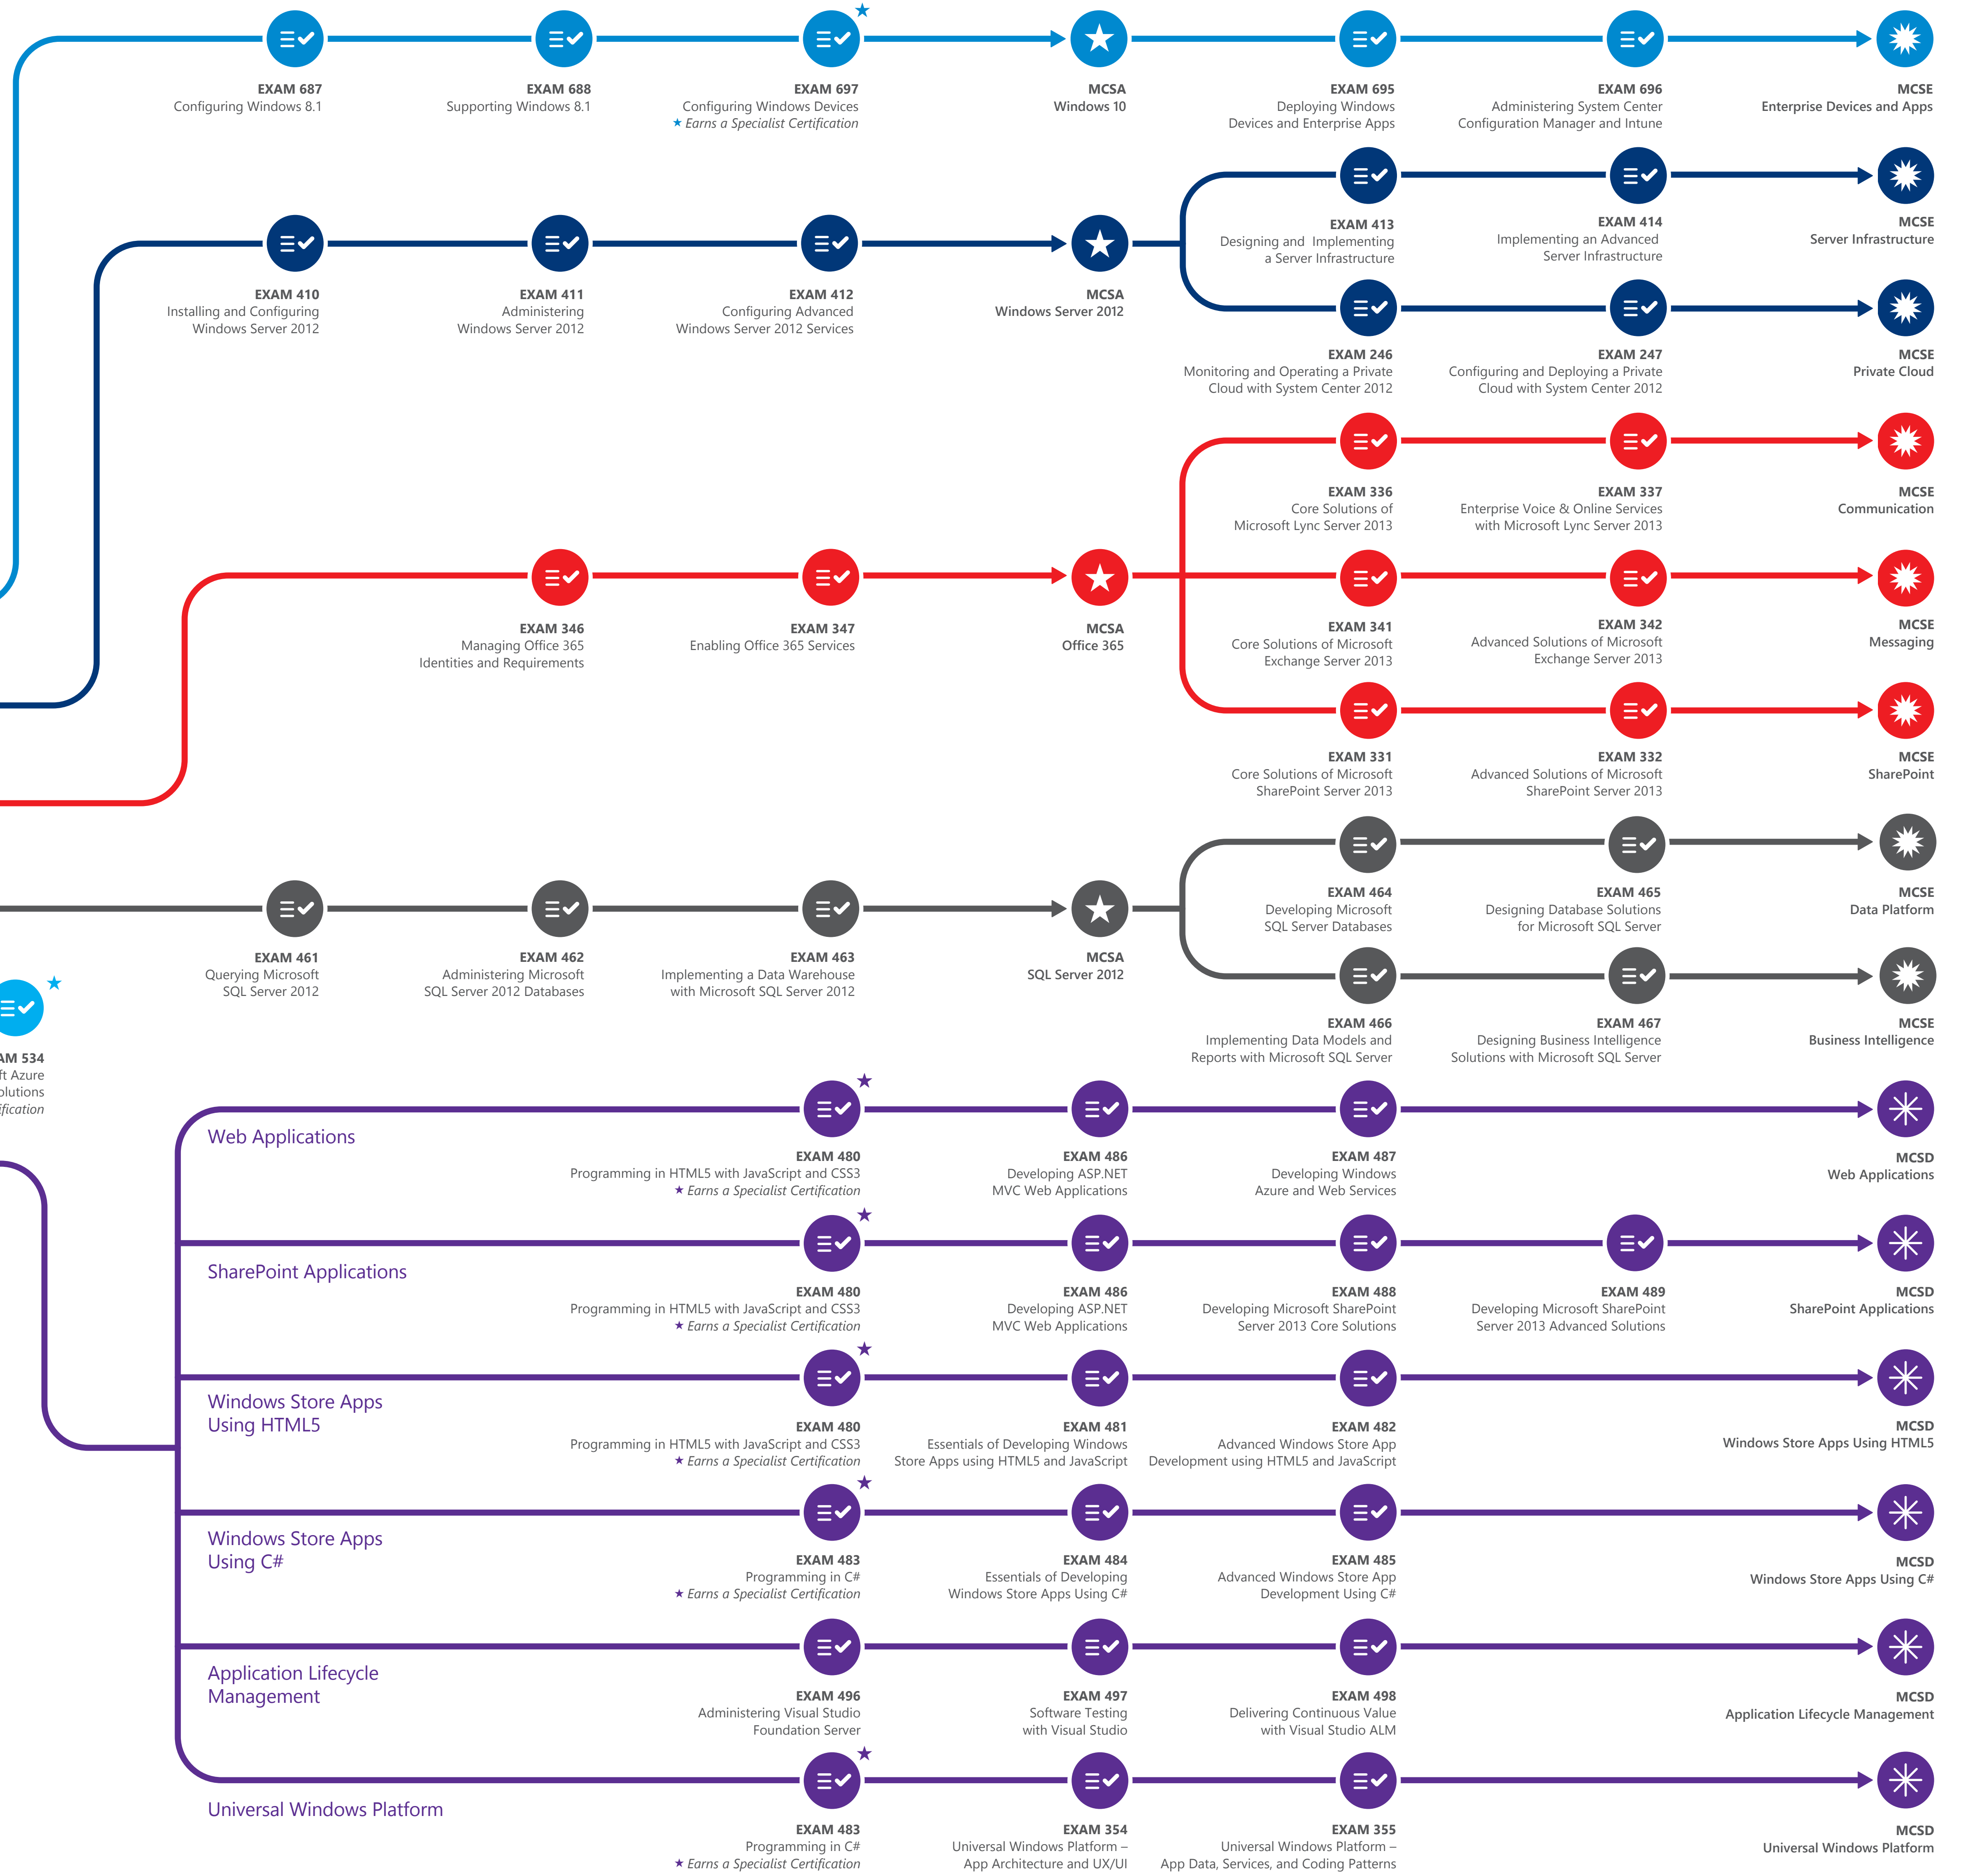 EXAM 687
Configuring Windows 8.1
EXAM 688
Supporting Windows 8.1
EXAM 697
Configuring Windows Devices
★ Earns a Specialist Certification
MCSA
Windows 10
EXAM 695
Deploying Windows
Devices and Enterprise Apps
EXAM 696
Administering System Center
Configuration Manager and Intune
MCSE
Enterprise Devices and Apps
EXAM 413
Designing and Implementing
a Server Infrastructure
EXAM 414
Implementing an Advanced
Server Infrastructure
MCSE
Server Infrastructure
EXAM 410
Installing and Configuring
Windows Server 2012
EXAM 411
Administering
Windows Server 2012
EXAM 412
Configuring Advanced
Windows Server 2012 Services
MCSA
Windows Server 2012
EXAM 246
Monitoring and Operating a Private
Cloud with System Center 2012
EXAM 247
Configuring and Deploying a Private
Cloud with System Center 2012
MCSE
Private Cloud
EXAM 336
Core Solutions of
Microsoft Lync Server 2013
EXAM 337
Enterprise Voice & Online Services
with Microsoft Lync Server 2013
MCSE
Communication
EXAM 346
Managing Office 365
Identities and Requirements
EXAM 347
Enabling Office 365 Services
MCSA
Office 365
EXAM 341
Core Solutions of Microsoft
Exchange Server 2013
EXAM 342
Advanced Solutions of Microsoft
Exchange Server 2013
MCSE
Messaging
EXAM 331
Core Solutions of Microsoft
SharePoint Server 2013
EXAM 332
Advanced Solutions of Microsoft
SharePoint Server 2013
MCSE
SharePoint
EXAM 464
Developing Microsoft
SQL Server Databases
EXAM 465
Designing Database Solutions
for Microsoft SQL Server
MCSE
Data Platform
EXAM 461
Querying Microsoft
SQL Server 2012
EXAM 462
Administering Microsoft
SQL Server 2012 Databases
EXAM 463
Implementing a Data Warehouse
with Microsoft SQL Server 2012
MCSA
SQL Server 2012
EXAM 466
Implementing Data Models and
Reports with Microsoft SQL Server
EXAM 467
Designing Business Intelligence
Solutions with Microsoft SQL Server
MCSE
Business Intelligence
AM 534
ft Azure
olutions
ification
Web Applications
EXAM 480
Programming in HTML5 with JavaScript and CSS3
★ Earns a Specialist Certification
EXAM 486
Developing ASP.NET
MVC Web Applications
EXAM 487
Developing Windows
Azure and Web Services
MCSD
Web Applications
SharePoint Applications
EXAM 480
Programming in HTML5 with JavaScript and CSS3
★ Earns a Specialist Certification
EXAM 486
Developing ASP.NET
MVC Web Applications
EXAM 488
Developing Microsoft SharePoint
Server 2013 Core Solutions
EXAM 489
Developing Microsoft SharePoint
Server 2013 Advanced Solutions
MCSD
SharePoint Applications
Windows Store Apps
Using HTML5
EXAM 480
Programming in HTML5 with JavaScript and CSS3
★ Earns a Specialist Certification
EXAM 481
Essentials of Developing Windows
Store Apps using HTML5 and JavaScript
EXAM 482
Advanced Windows Store App
Development using HTML5 and JavaScript
MCSD
Windows Store Apps Using HTML5
Windows Store Apps
Using C#
EXAM 483
Programming in C#
★ Earns a Specialist Certification
EXAM 484
Essentials of Developing
Windows Store Apps Using C#
EXAM 485
Advanced Windows Store App
Development Using C#
MCSD
Windows Store Apps Using C#
Application Lifecycle
Management
EXAM 496
Administering Visual Studio
Foundation Server
EXAM 497
Software Testing
with Visual Studio
EXAM 498
Delivering Continuous Value
with Visual Studio ALM
MCSD
Application Lifecycle Management
Universal Windows Platform
EXAM 483
Programming in C#
★ Earns a Specialist Certification
EXAM 354
Universal Windows Platform –
App Architecture and UX/UI
EXAM 355
Universal Windows Platform –
App Data, Services, and Coding Patterns
MCSD
Universal Windows Platform